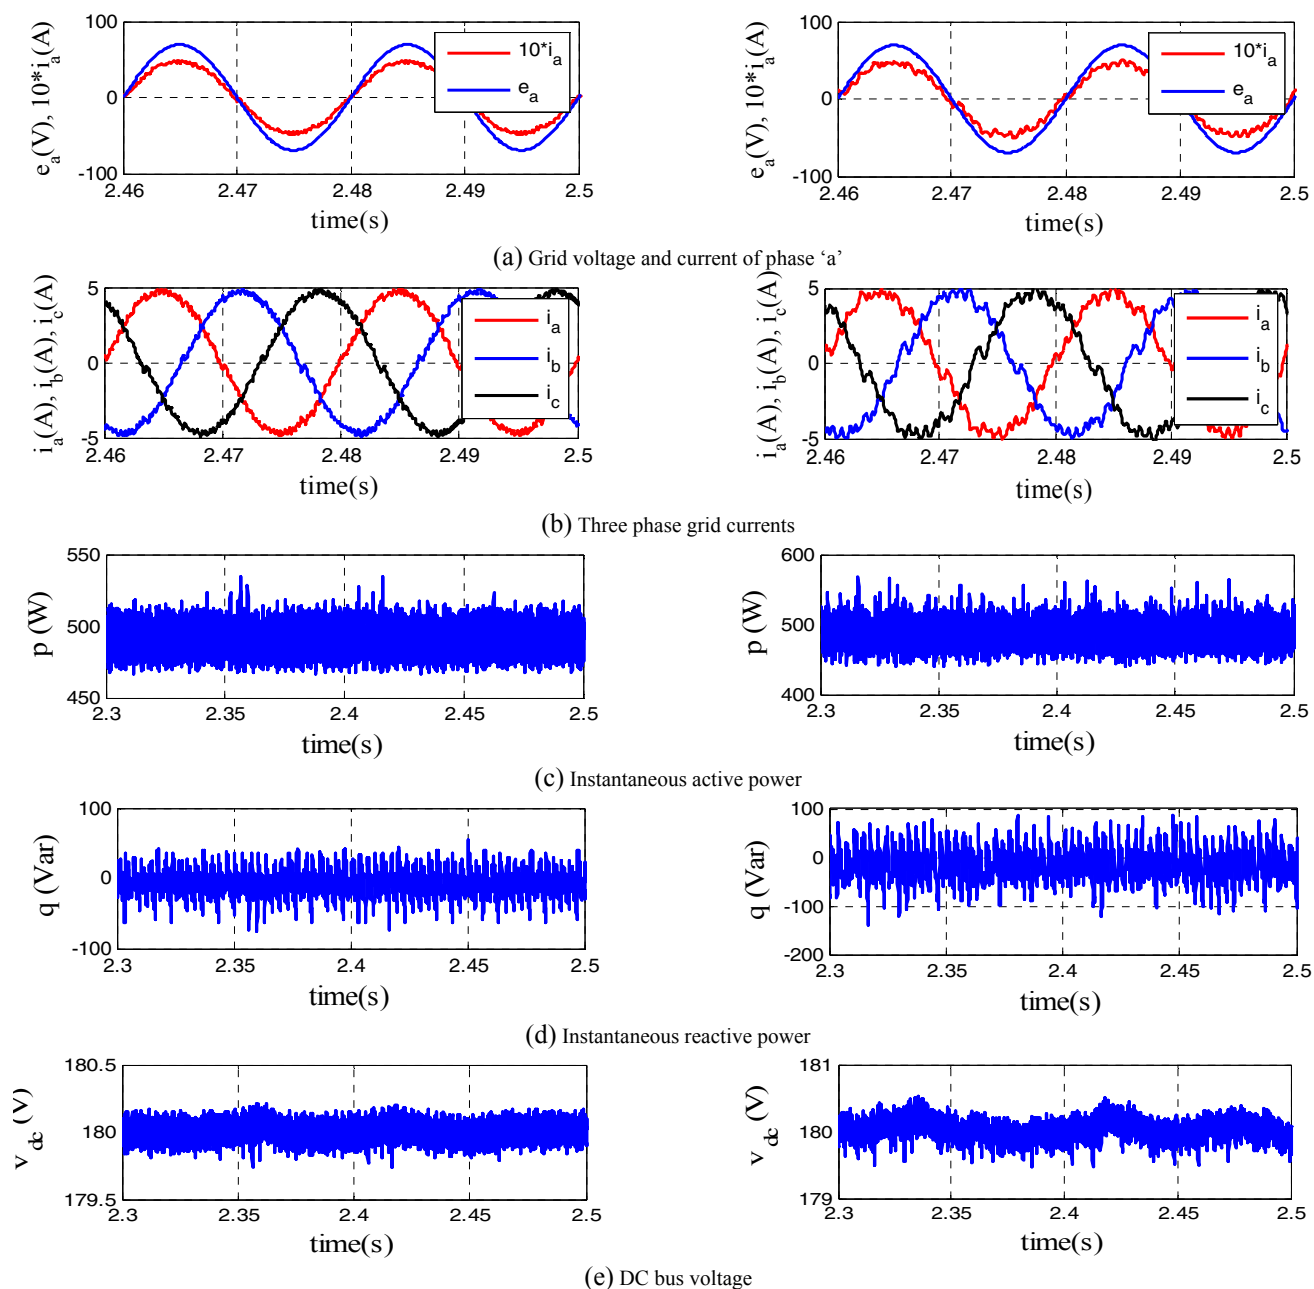 100
0
-100
e_a(V), 10*i_a(A)
10*i_a
e_a
2.46 2.47 2.48 2.49 2.5
time(s)
100
0
-100
e_a(V), 10*i_a(A)
10*i_a
e_a
2.46 2.47 2.48 2.49 2.5
time(s)
(a) Grid voltage and current of phase ‘a’
5
0
-5
i_a(A), i_b(A), i_c(A)
i_a
i_b
i_c
2.46 2.47 2.48 2.49 2.5
time(s)
5
0
-5
i_a(A), i_b(A), i_c(A)
i_a
i_b
i_c
2.46 2.47 2.48 2.49 2.5
time(s)
(b) Three phase grid currents
550
500
450
p (W)
2.3 2.35 2.4 2.45 2.5
time(s)
600
500
400
p (W)
2.3 2.35 2.4 2.45 2.5
time(s)
(c) Instantaneous active power
100
0
-100
q (Var)
2.3 2.35 2.4 2.45 2.5
time(s)
100
0
-100
-200
q (Var)
2.3 2.35 2.4 2.45 2.5
time(s)
(d) Instantaneous reactive power
180.5
180
179.5
v_dc (V)
2.3 2.35 2.4 2.45 2.5
time(s)
181
180
179
v_dc (V)
2.3 2.35 2.4 2.45 2.5
time(s)
(e) DC bus voltage